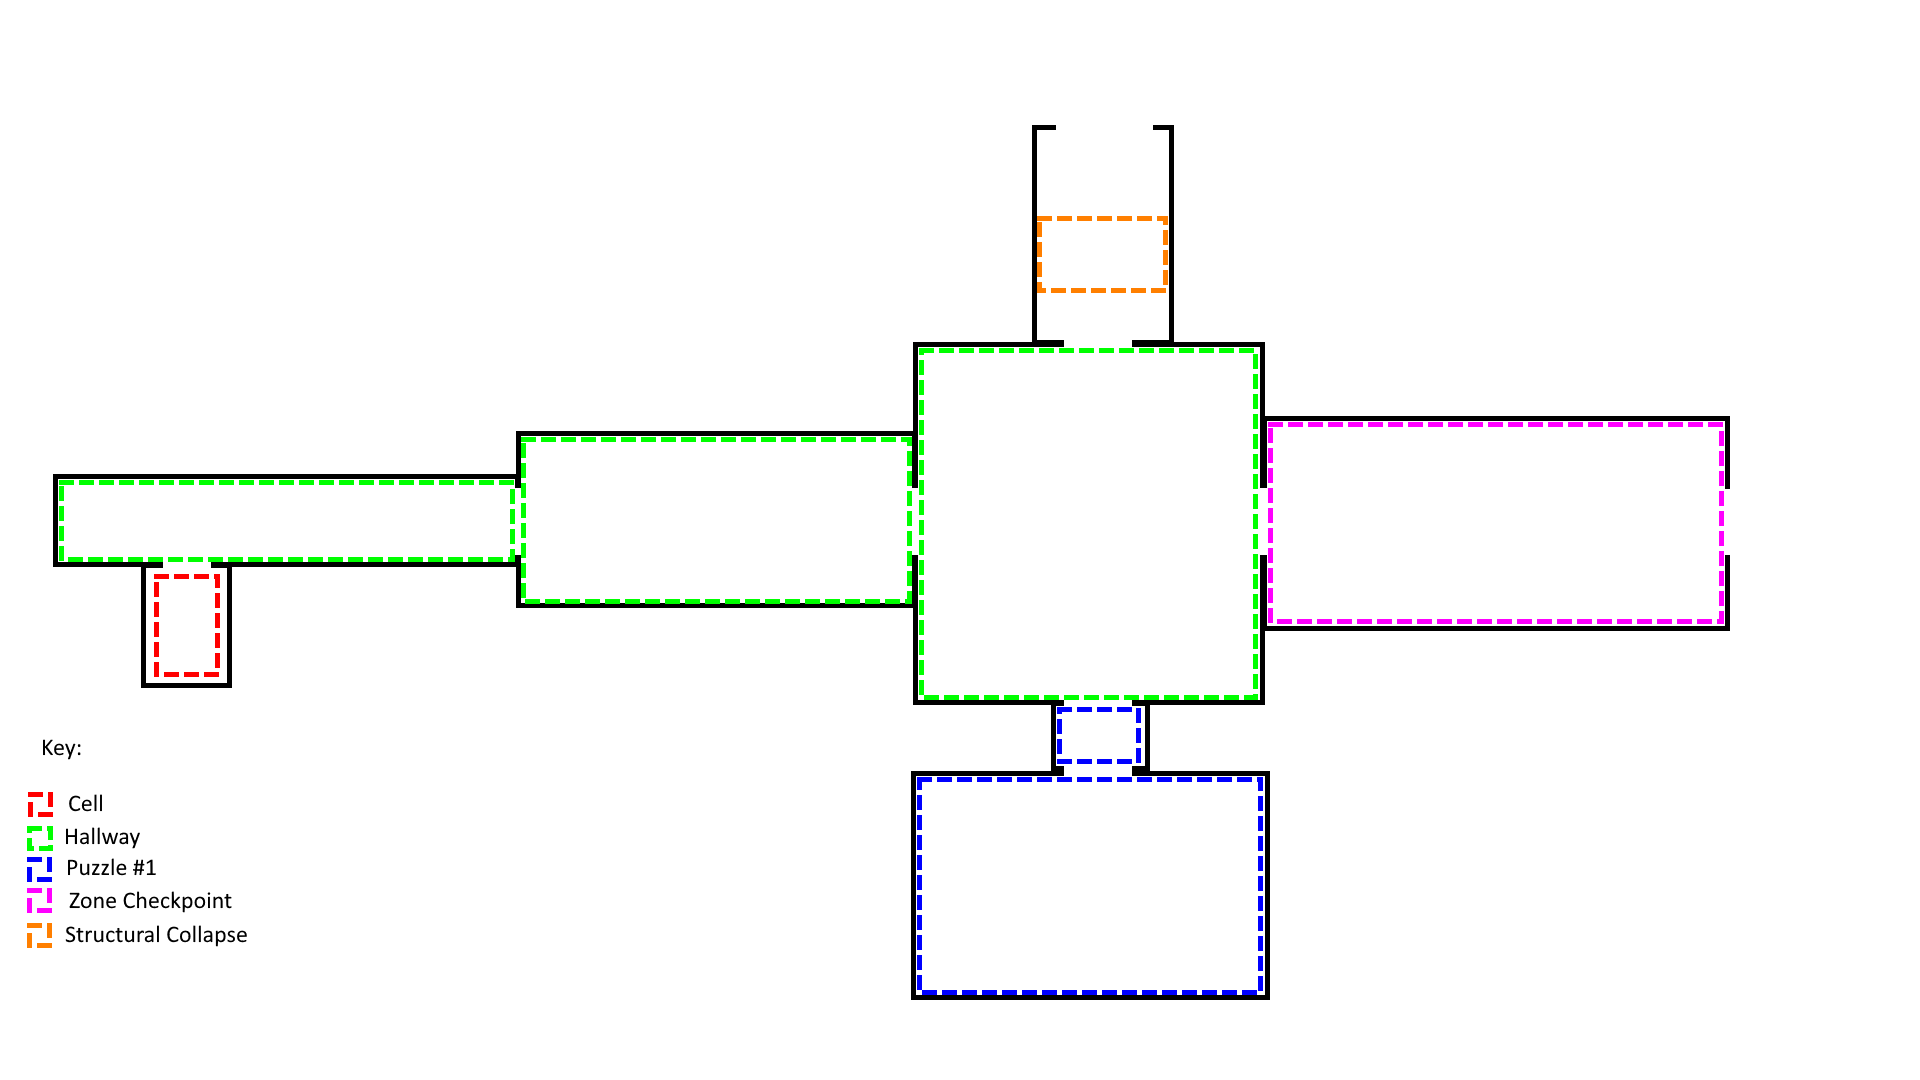 Key:
Cell
Hallway
Puzzle #1
Zone Checkpoint
Structural Collapse